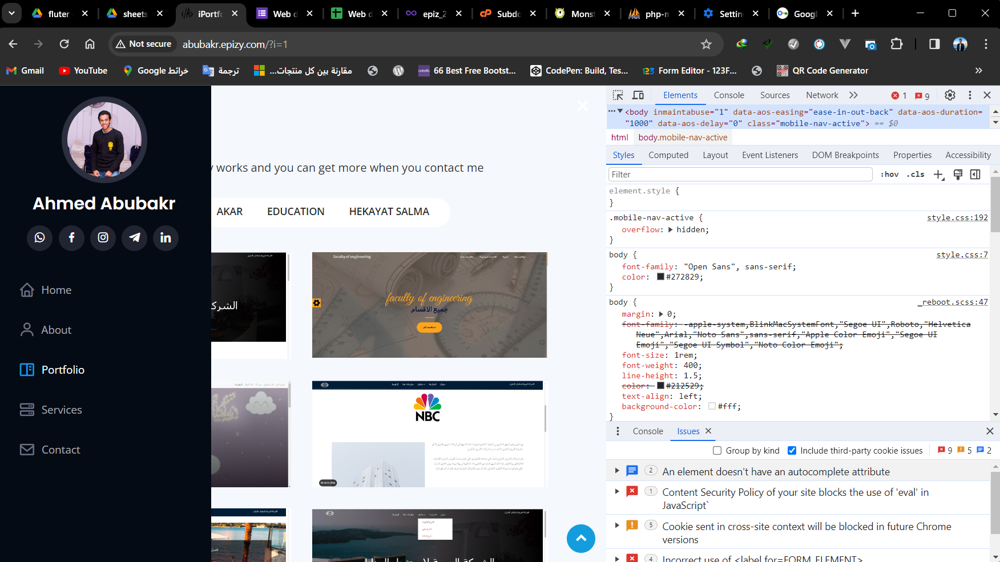 fluter
sheets
iPortfo
Web d
Web d
epiz_2
Subdo
Monst
php-m
Settin
Googl
Not secure
abubakr.epizy.com/?i=1
Gmail
YouTube
خرائط Google
ترجمة
مقارنة بين كل منتجات...
66 Best Free Bootst...
CodePen: Build, Tes...
Form Editor - 123F...
QR Code Generator
Ahmed Abubakr
Home
About
Portfolio
Services
Contact
y works and you can get more when you contact me
AKAR
EDUCATION
HEKAYAT SALMA
faculty of engineering
faculty of engineering
جميع الاقسام
NBC
Elements
Console
Sources
Network
1
9
<body inmaintabuse="1" data-aos-easing="ease-in-out-back" data-aos-duration=
"1000" data-aos-delay="0" class="mobile-nav-active"> == $0
html
body.mobile-nav-active
Styles
Computed
Layout
Event Listeners
DOM Breakpoints
Properties
Accessibility
Filter
:hov
.cls
element.style {
}
.mobile-nav-active {
style.css:192
overflow: hidden;
}
body {
style.css:7
font-family: "Open Sans", sans-serif;
color: #272829;
}
body {
_reboot.scss:47
margin: 0;
font-family: -apple-system,BlinkMacSystemFont,"Segoe UI",Roboto,"Helvetica
Neue",Arial,"Noto Sans",sans-serif,"Apple Color Emoji","Segoe UI
Emoji","Segoe UI Symbol","Noto Color Emoji";
font-size: 1rem;
font-weight: 400;
line-height: 1.5;
color: #212529;
text-align: left;
background-color: #fff;
}
Console
Issues
Group by kind
Include third-party cookie issues
9
5
2
2
An element doesn't have an autocomplete attribute
1
Content Security Policy of your site blocks the use of 'eval' in
JavaScript`
5
Cookie sent in cross-site context will be blocked in future Chrome
versions
4
Incorrect use of <label for=FORM_ELEMENT>